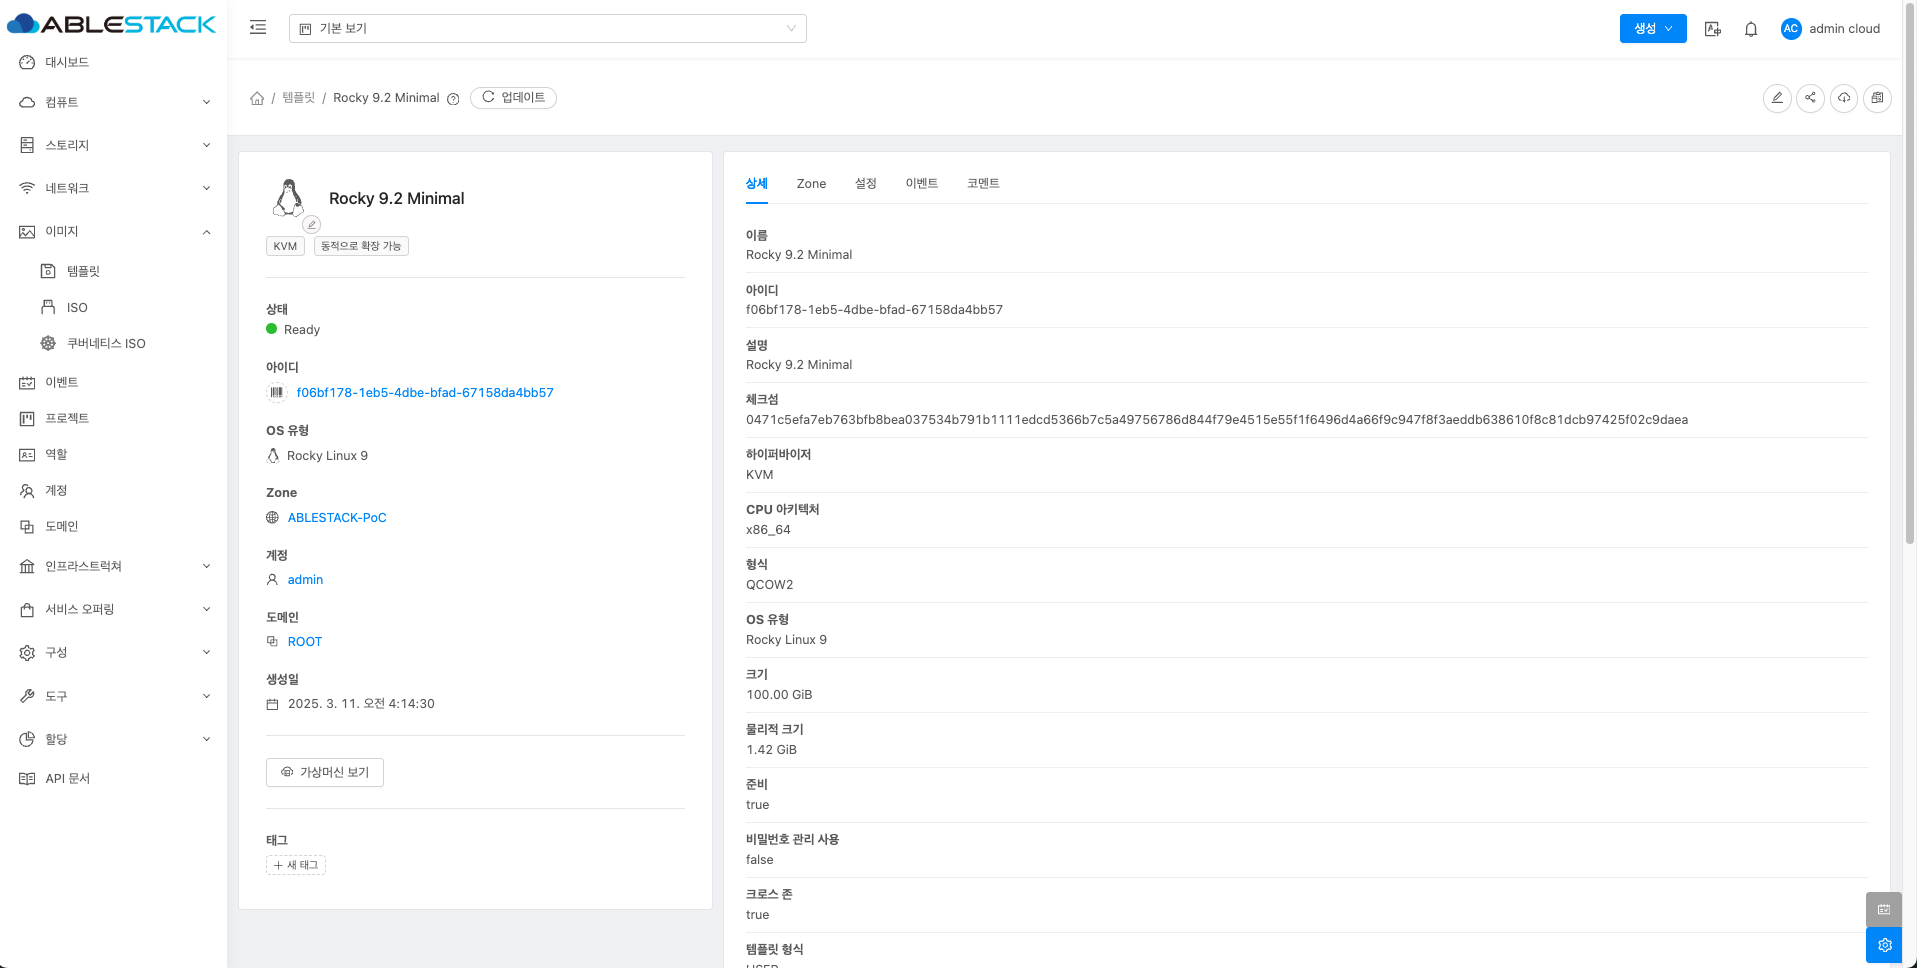 ABLESTACK
기본 보기
생성
AC
admin cloud
대시보드
컴퓨트
스토리지
네트워크
이미지
템플릿
ISO
쿠버네티스 ISO
이벤트
프로젝트
역할
계정
도메인
인프라스트럭쳐
서비스 오퍼링
구성
도구
할당
API 문서
/ 템플릿 / Rocky 9.2 Minimal
업데이트
Rocky 9.2 Minimal
KVM
동적으로 확장 가능
상태
Ready
아이디
f06bf178-1eb5-4dbe-bfad-67158da4bb57
OS 유형
Rocky Linux 9
Zone
ABLESTACK-PoC
계정
admin
도메인
ROOT
생성일
2025. 3. 11. 오전 4:14:30
가상머신 보기
태그
+ 새 태그
상세
Zone
설정
이벤트
코멘트
이름
Rocky 9.2 Minimal
아이디
f06bf178-1eb5-4dbe-bfad-67158da4bb57
설명
Rocky 9.2 Minimal
체크섬
0471c5efa7eb763bfb8bea037534b791b1111edcd5366b7c5a49756786d844f79e4515e55f1f6496d4a66f9c947f8f3aeddb638610f8c81dcb97425f02c9daea
하이퍼바이저
KVM
CPU 아키텍처
x86_64
형식
QCOW2
OS 유형
Rocky Linux 9
크기
100.00 GiB
물리적 크기
1.42 GiB
준비
true
비밀번호 관리 사용
false
크로스 존
true
템플릿 형식
USER